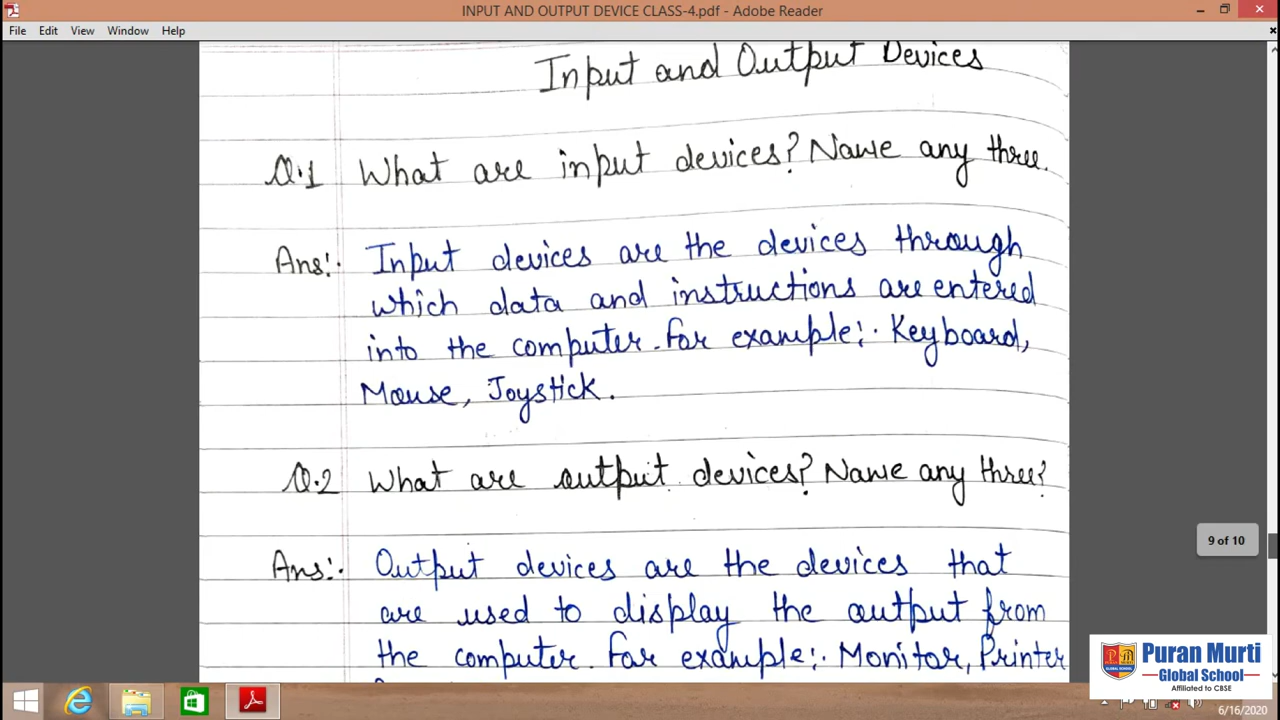 INPUT AND OUTPUT DEVICE CLASS-4.pdf - Adobe Reader
File Edit View Window Help
Input and Output Devices
Q.1 What are input devices? Name any three.
Ans:- Input devices are the devices through
which data and instructions are entered
into the computer. For example:- Keyboard,
Mouse, Joystick.
Q.2 What are output devices? Name any three?
Ans:- Output devices are the devices that
are used to display the output from
the computer. For example:- Monitor, Printer
9 of 10
Puran Murti
Global School
Affiliated to CBSE
6/16/2020